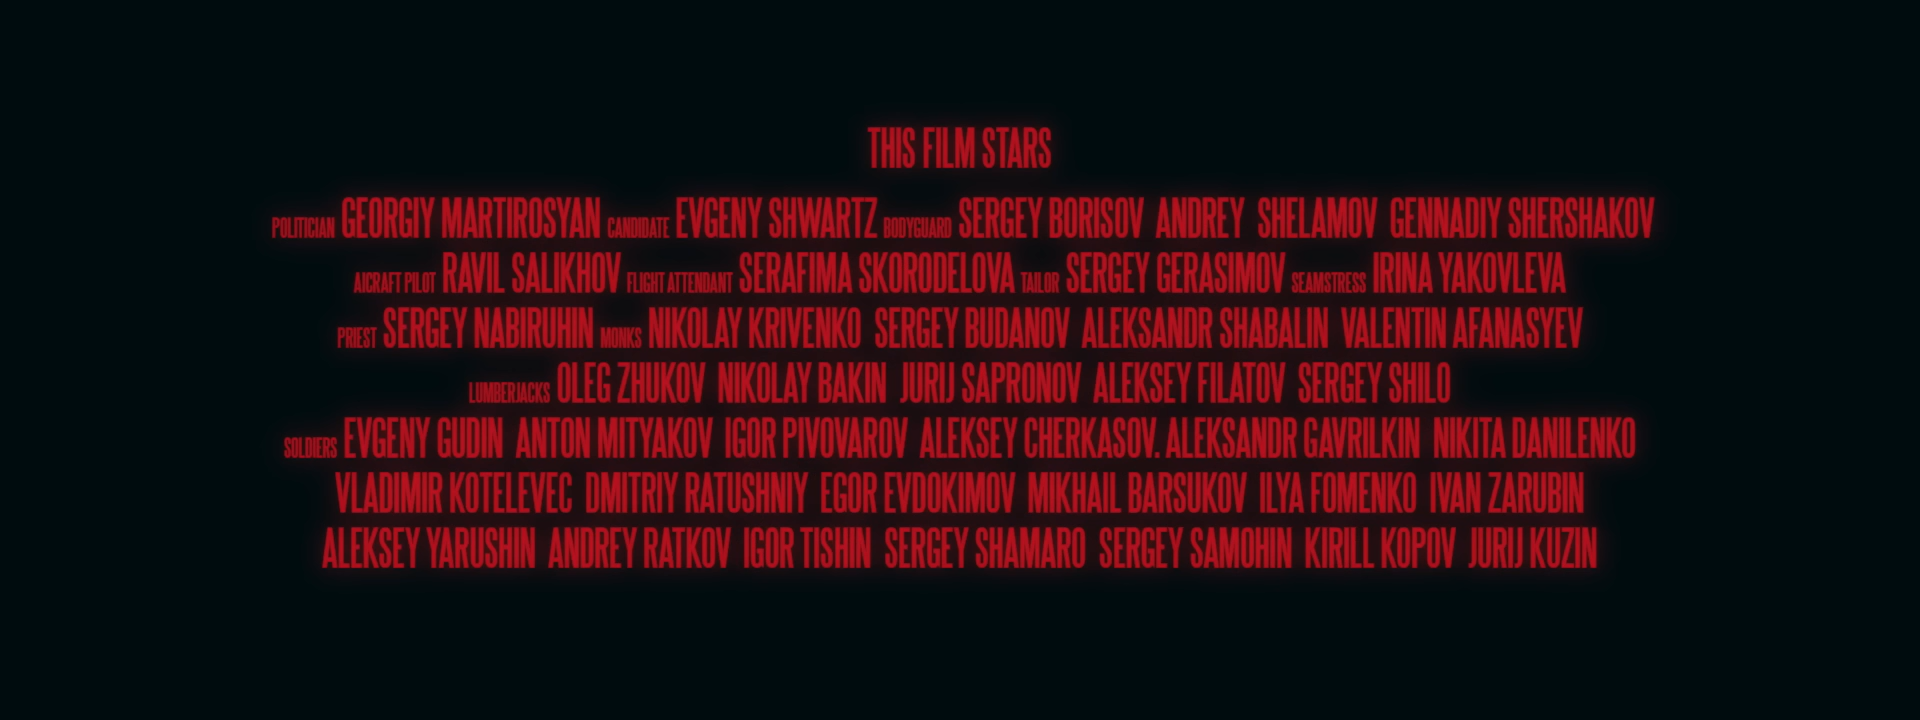 THIS FILM STARS
POLITICIAN GEORGIY MARTIROSYAN CANDIDATE EVGENY SHWARTZ BODYGUARD SERGEY BORISOV ANDREY SHELAMOV GENNADIY SHERSHAKOV
AICRAFT PILOT RAVIL SALIKHOV FLIGHT ATTENDANT SERAFIMA SKORODELOVA TAILOR SERGEY GERASIMOV SEAMSTRESS IRINA YAKOVLEVA
PRIEST SERGEY NABIRUHIN MONKS NIKOLAY KRIVENKO SERGEY BUDANOV ALEKSANDR SHABALIN VALENTIN AFANASYEV
LUMBERJACKS OLEG ZHUKOV NIKOLAY BAKIN JURIJ SAPRONOV ALEKSEY FILATOV SERGEY SHILO
SOLDIERS EVGENY GUDIN ANTON MITYAKOV IGOR PIVOVAROV ALEKSEY CHERKASOV. ALEKSANDR GAVRILKIN NIKITA DANILENKO
VLADIMIR KOTELEVEC DMITRIY RATUSHNIY EGOR EVDOKIMOV MIKHAIL BARSUKOV ILYA FOMENKO IVAN ZARUBIN
ALEKSEY YARUSHIN ANDREY RATKOV IGOR TISHIN SERGEY SHAMARO SERGEY SAMOHIN KIRILL KOPOV JURIJ KUZIN